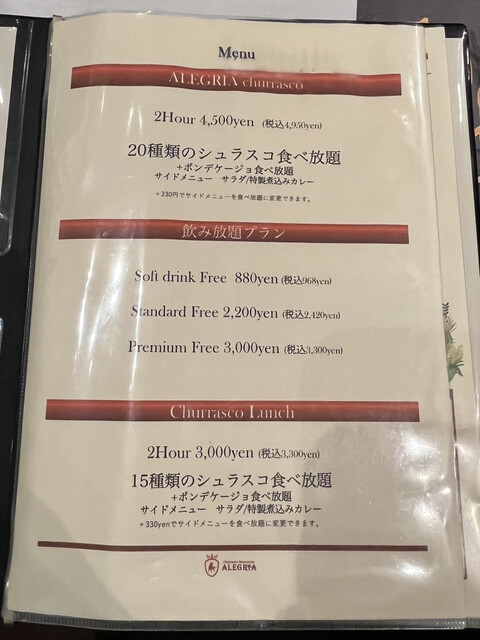 Menu
ALEGRIA churrasco
2Hour 4,500yen (税込4,950yen)
20種類のシュラスコ食べ放題
+ポンデケージョ食べ放題
サイドメニュー サラダ/特製煮込みカレー
+330円でサイドメニューを食べ放題に変更できます。
飲み放題プラン
Soft drink Free 880yen (税込968yen)
Standard Free 2,200yen (税込2,420yen)
Premium Free 3,000yen (税込3,300yen)
Churrasco Lunch
2Hour 3,000yen (税込3,300yen)
15種類のシュラスコ食べ放題
+ポンデケージョ食べ放題
サイドメニュー サラダ/特製煮込みカレー
+330yenでサイドメニューを食べ放題に変更できます。
ALEGRIA